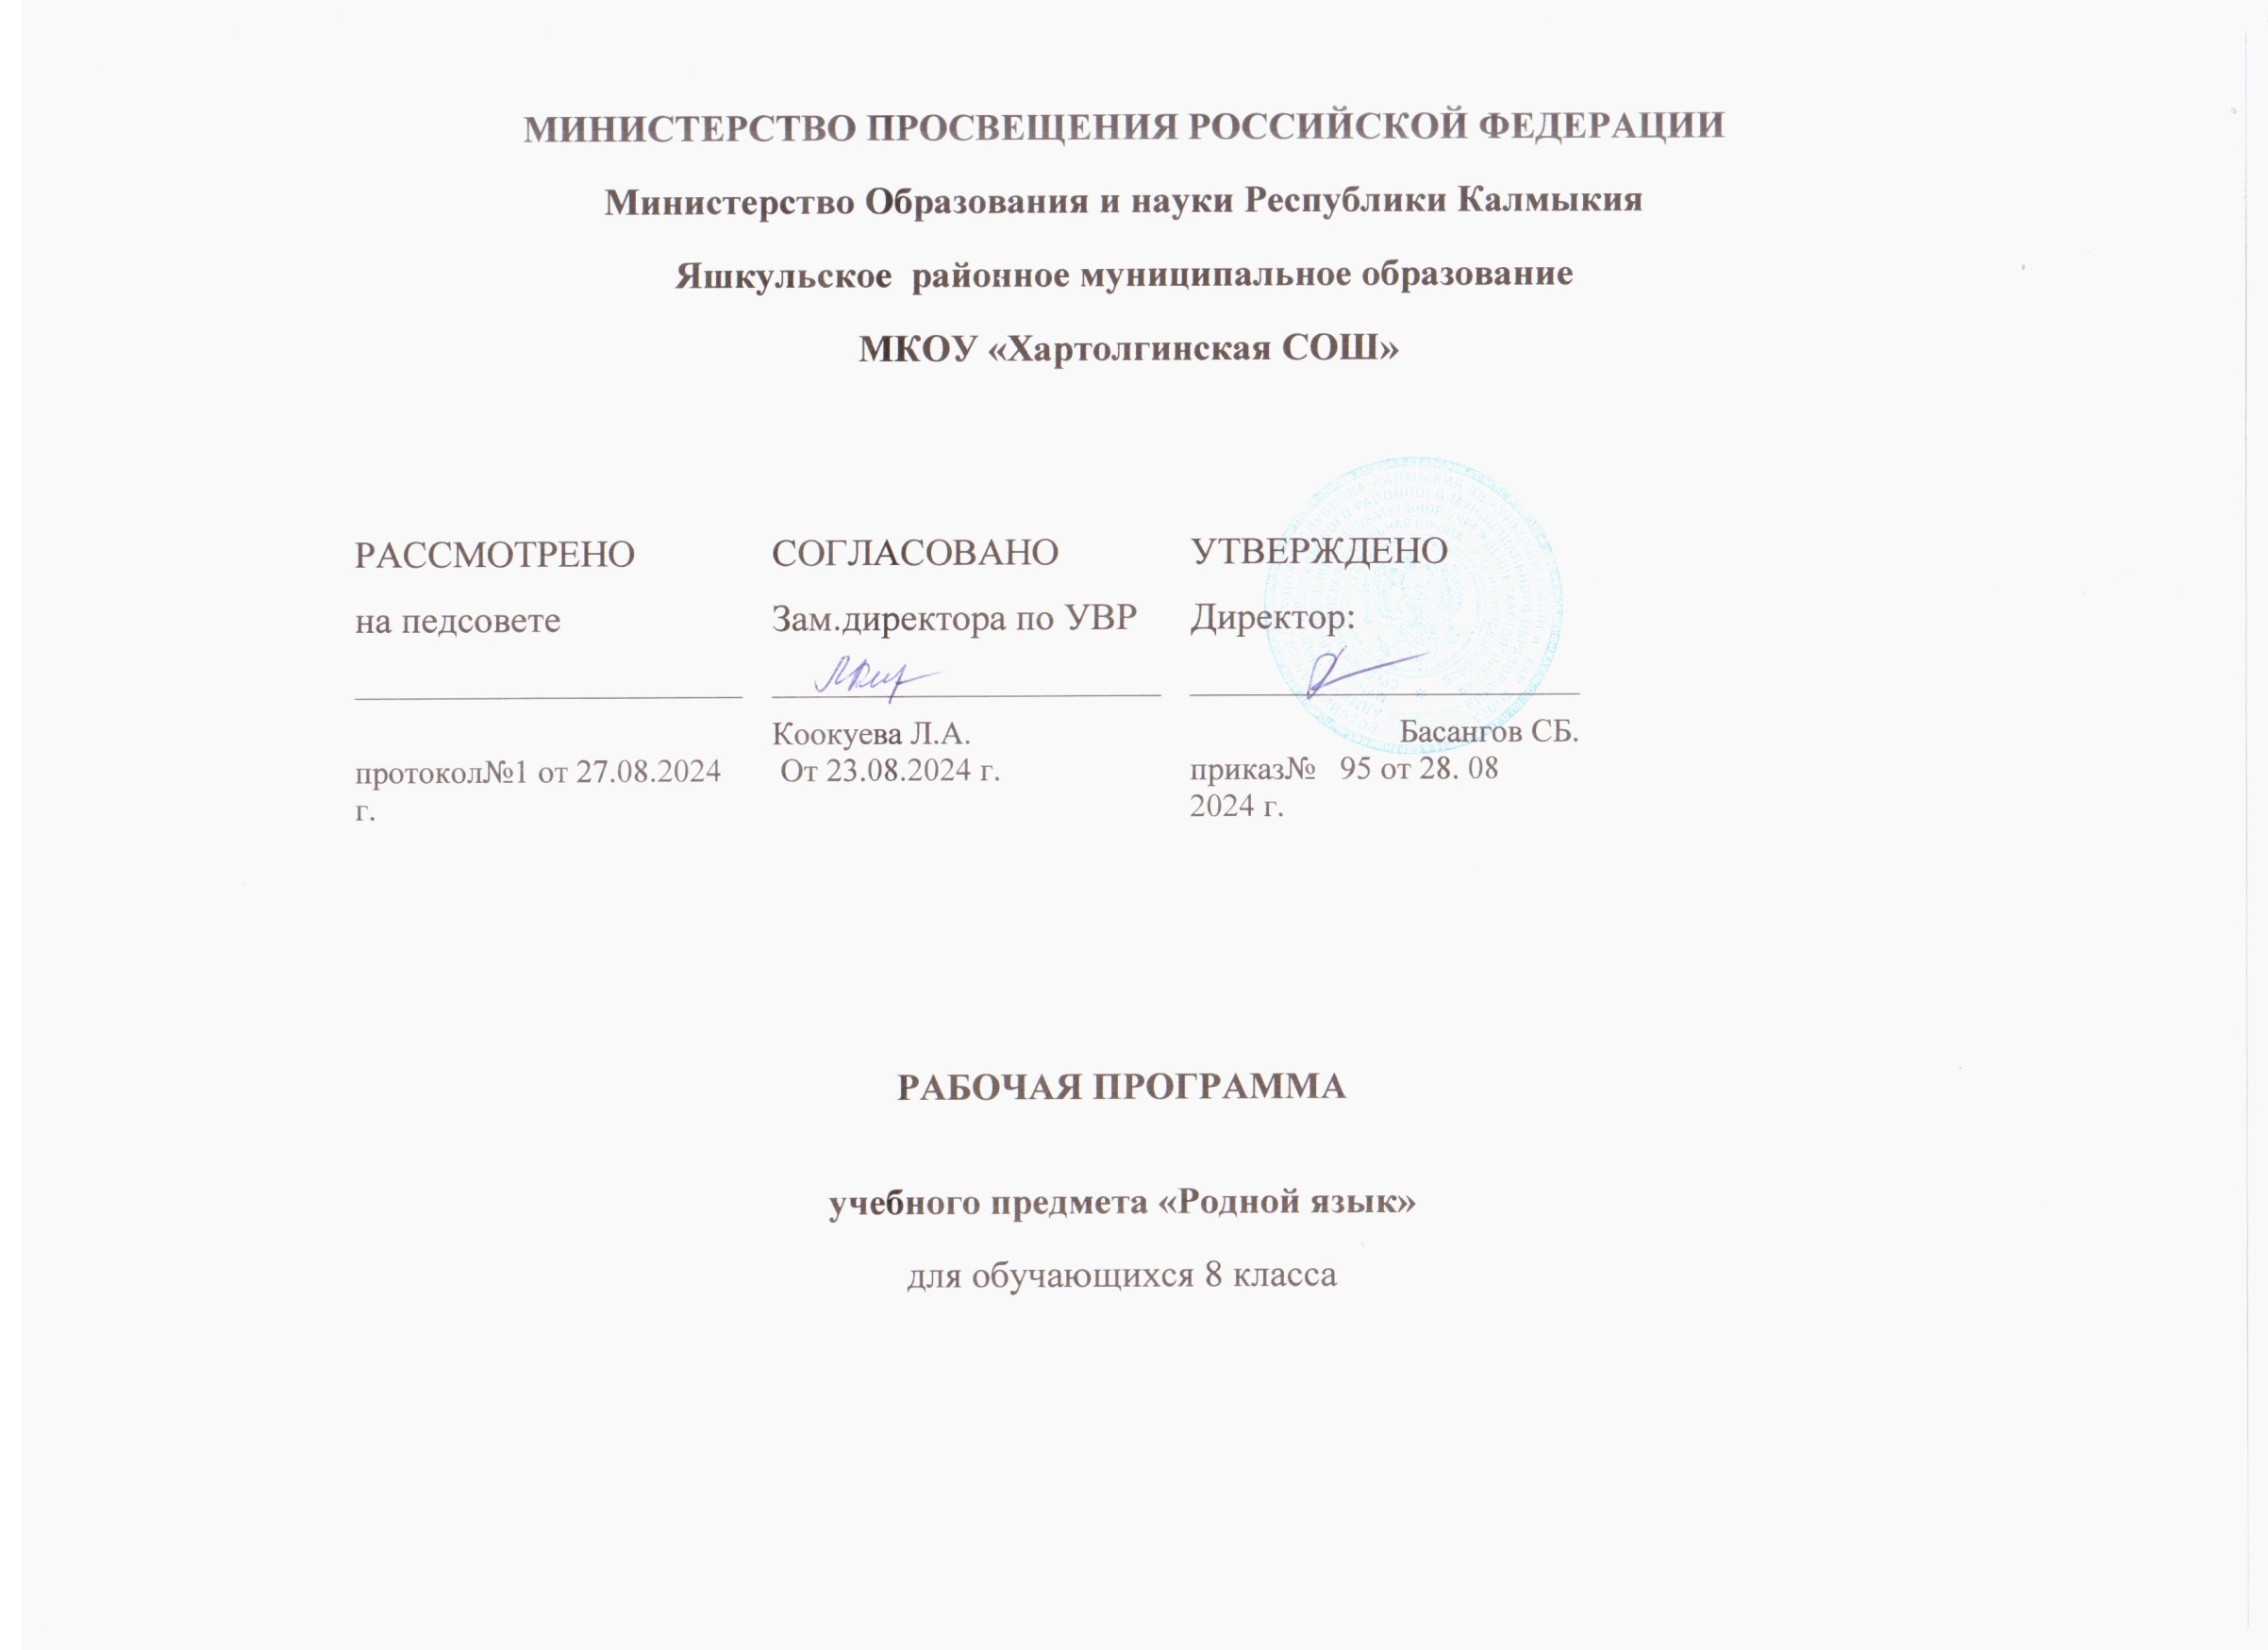 МИНИСТЕРСТВО ПРОСВЕЩЕНИЯ РОССИЙСКОЙ ФЕДЕРАЦИИ
Министерство Образования и науки Республики Калмыкия
Яшкульское районное муниципальное образование
МКОУ «Хартолгинская СОШ»
РАССМОТРЕНО
на педсовете
протокол№1 от 27.08.2024
г.
СОГЛАСОВАНО
Зам.директора по УВР
Коокуева Л.А.
От 23.08.2024 г.
УТВЕРЖДЕНО
Директор:
Басангов СБ.
приказ№ 95 от 28. 08
2024 г.
РАБОЧАЯ ПРОГРАММА
учебного предмета «Родной язык»
для обучающихся 8 класса